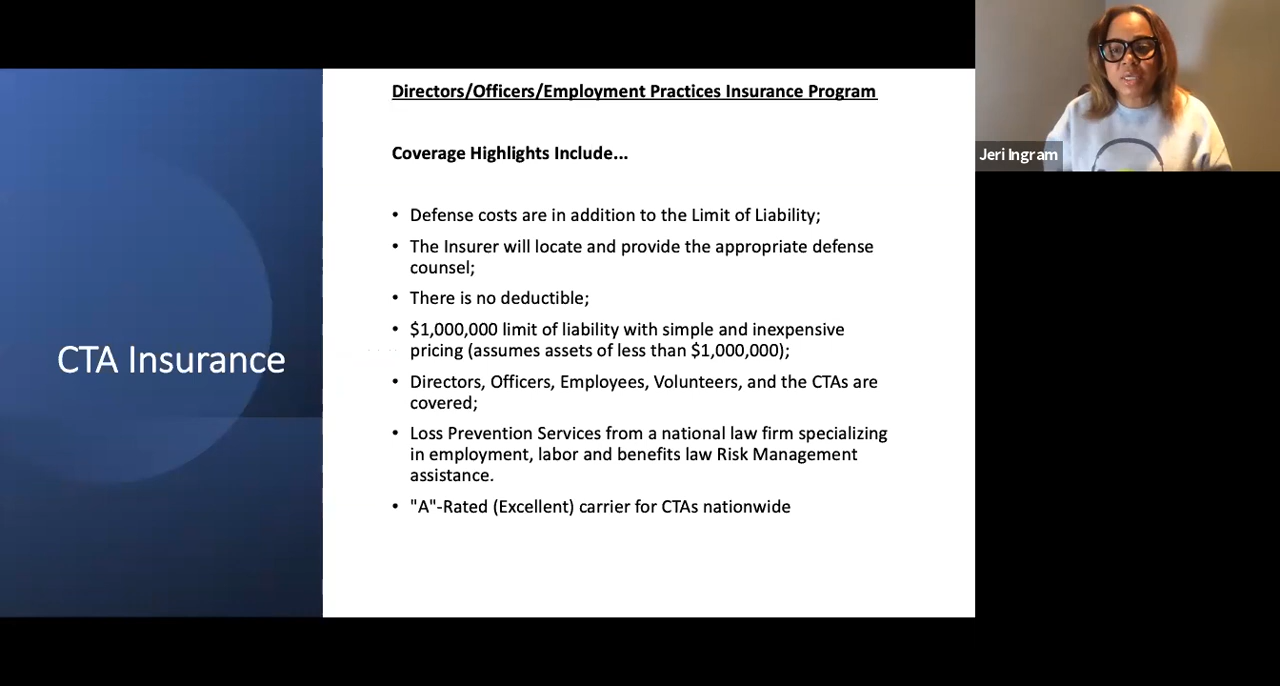 Directors/Officers/Employment Practices Insurance Program
Coverage Highlights Include...
• Defense costs are in addition to the Limit of Liability;
• The Insurer will locate and provide the appropriate defense
counsel;
• There is no deductible;
• $1,000,000 limit of liability with simple and inexpensive
pricing (assumes assets of less than $1,000,000);
• Directors, Officers, Employees, Volunteers, and the CTAs are
covered;
• Loss Prevention Services from a national law firm specializing
in employment, labor and benefits law Risk Management
assistance.
• "A"-Rated (Excellent) carrier for CTAs nationwide
CTA Insurance
Jeri Ingram